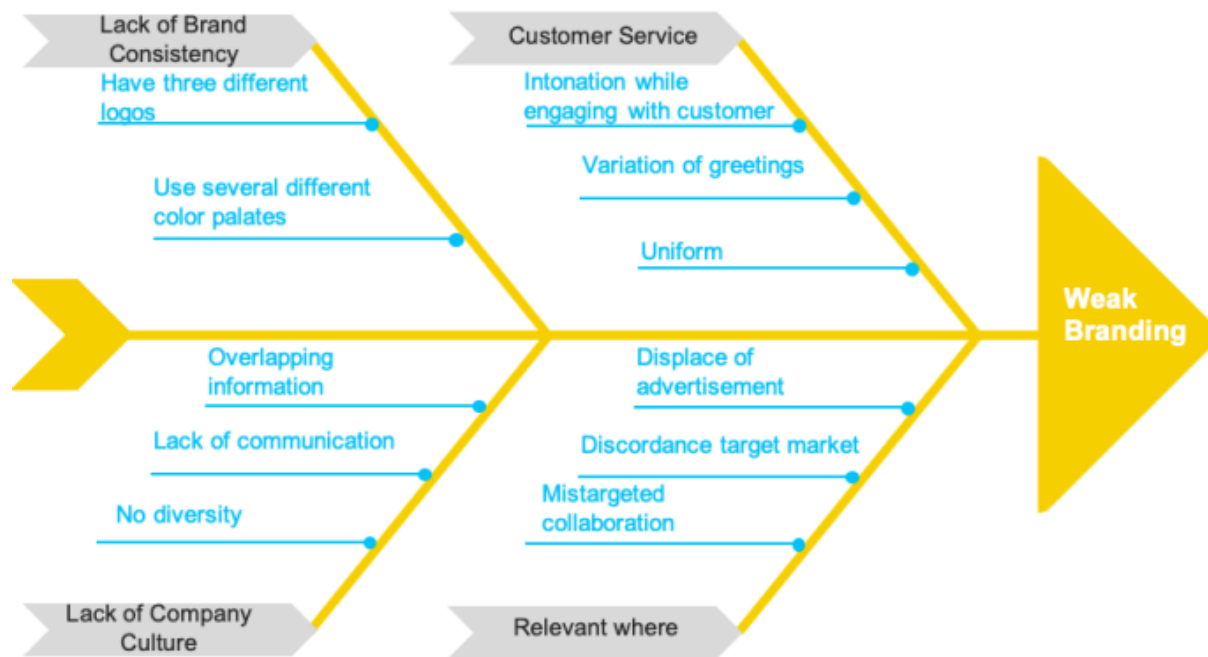 Lack of Brand
Consistency
Have three different
logos
Use several different
color palates
Customer Service
Intonation while
engaging with customer
Variation of greetings
Uniform
Weak
Branding
Overlapping
information
Lack of communication
No diversity
Lack of Company
Culture
Displace of
advertisement
Discordance target market
Mistargeted
collaboration
Relevant where